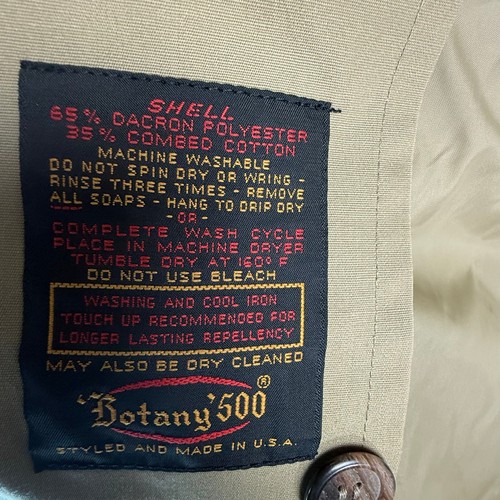 SHELL
65% DACRON POLYESTER
35% COMBED COTTON
MACHINE WASHABLE
DO NOT SPIN DRY OR WRING -
RINSE THREE TIMES - REMOVE
ALL SOAPS - HANG TO DRIP DRY
- OR -
COMPLETE WASH CYCLE
PLACE IN MACHINE DRYER
TUMBLE DRY AT 160° F
DO NOT USE BLEACH
WASHING AND COOL IRON
TOUCH UP RECOMMENDED FOR
LONGER LASTING REPELLENCY
MAY ALSO BE DRY CLEANED
'Botany' 500 ®
STYLED AND MADE IN U.S.A.